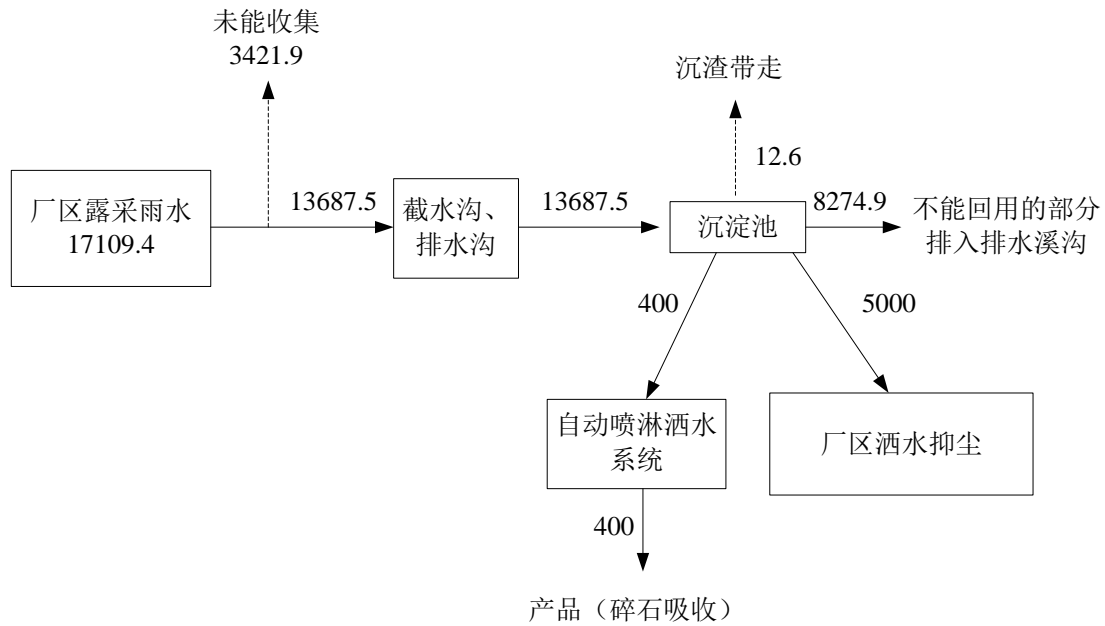 未能收集
3421.9
沉渣带走
12.6
厂区露采雨水
17109.4
13687.5
截水沟、
排水沟
13687.5
沉淀池
8274.9
不能回用的部分
排入排水溪沟
400
5000
自动喷淋洒水
系统
厂区洒水抑尘
400
产品（碎石吸收）